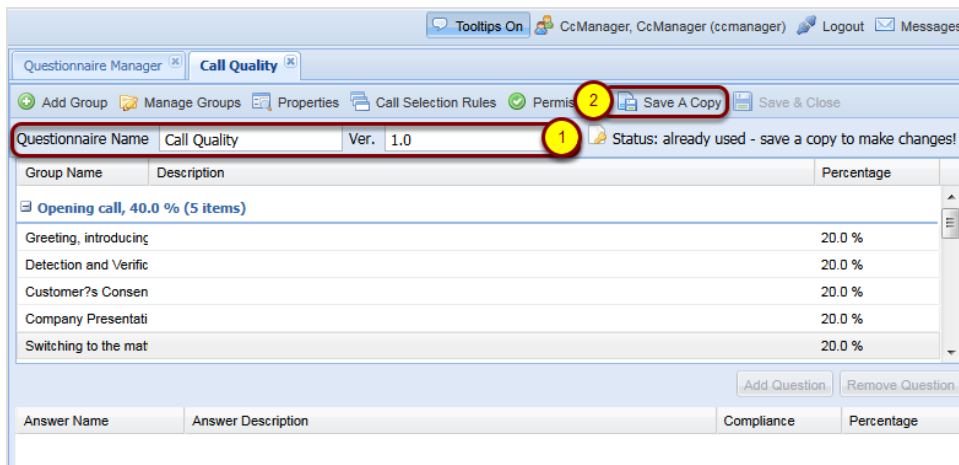 Tooltips On CcManager, CcManager (ccmanager) Logout Messages
Questionnaire Manager Call Quality
Add Group Manage Groups Properties Call Selection Rules Permis 2 Save A Copy Save & Close
Questionnaire Name Call Quality Ver. 1.0 1 Status: already used - save a copy to make changes!
Group Name Description Percentage
Opening call, 40.0 % (5 items)
Greeting, introducing 20.0 %
Detection and Verific 20.0 %
Customer?s Consen 20.0 %
Company Presentati 20.0 %
Switching to the mat 20.0 %
Add Question Remove Question
Answer Name Answer Description Compliance Percentage